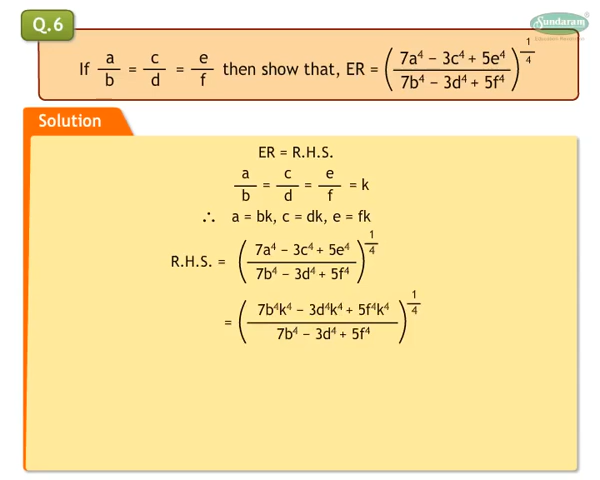 Q.6
Sundaram
If a/b = c/d = e/f then show that, ER = ((7a⁴ − 3c⁴ + 5e⁴)/(7b⁴ − 3d⁴ + 5f⁴))^(1/4)
Solution
ER = R.H.S.
a/b = c/d = e/f = k
∴ a = bk, c = dk, e = fk
R.H.S. = ((7a⁴ − 3c⁴ + 5e⁴)/(7b⁴ − 3d⁴ + 5f⁴))^(1/4)
= ((7b⁴k⁴ − 3d⁴k⁴ + 5f⁴k⁴)/(7b⁴ − 3d⁴ + 5f⁴))^(1/4)